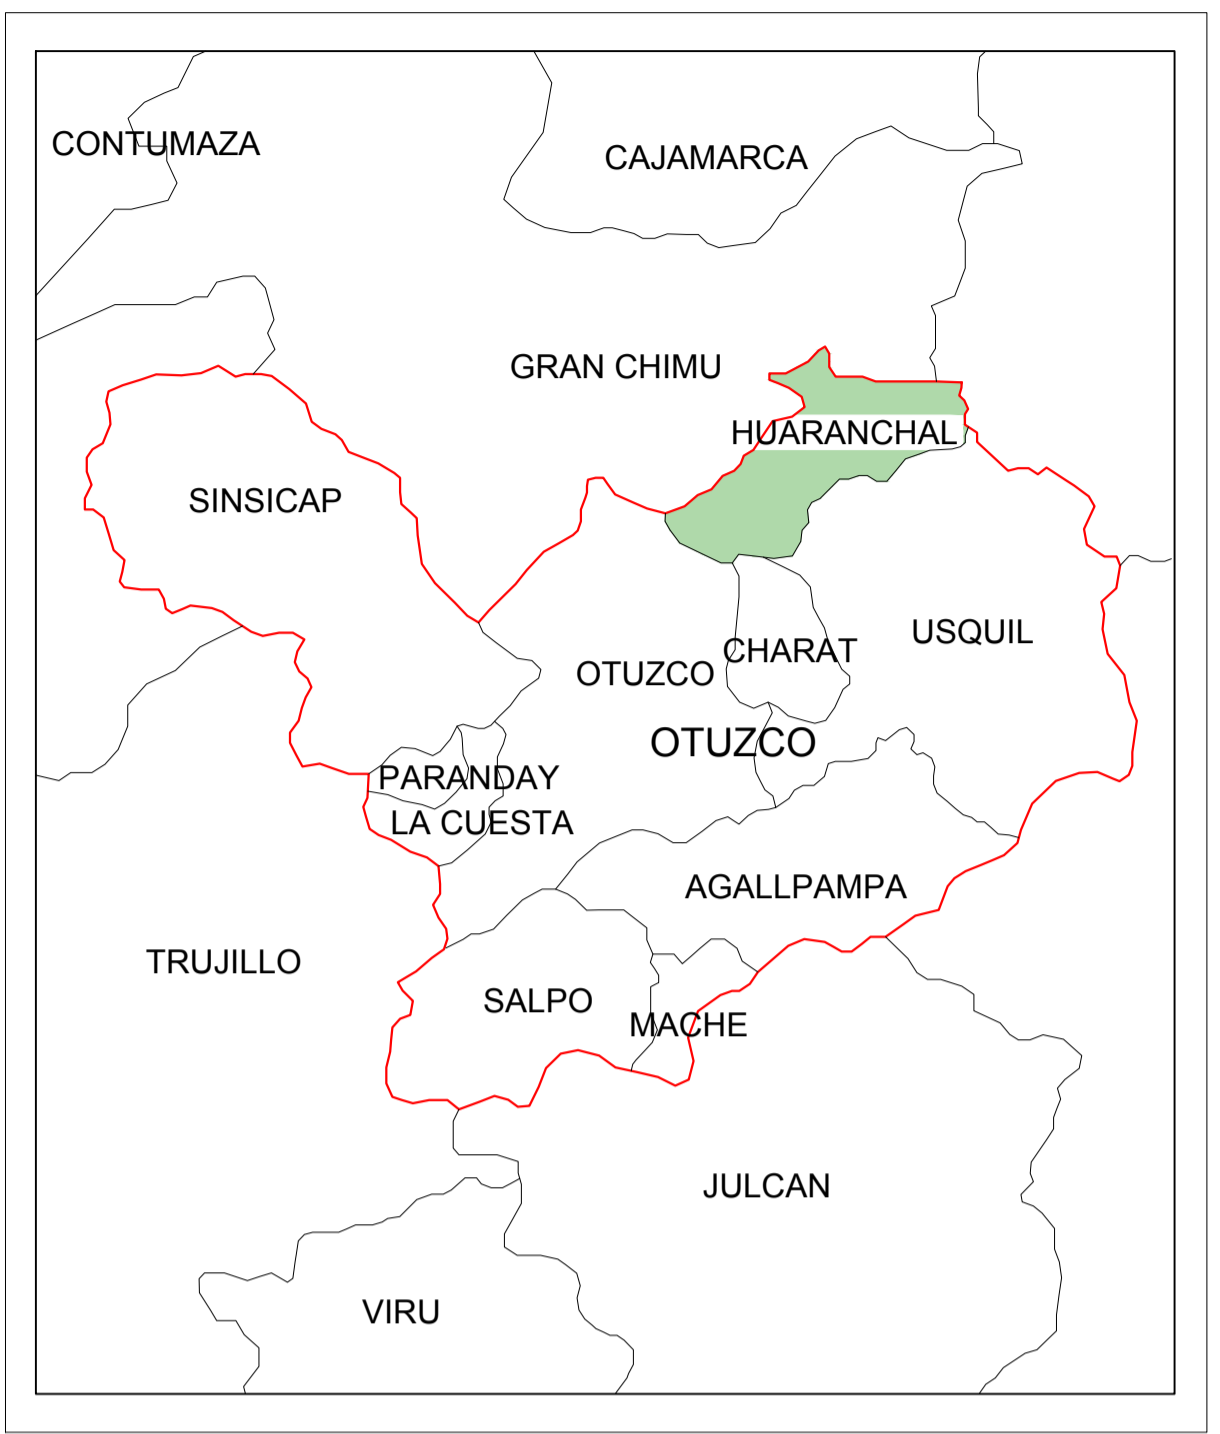 CONTUMAZA
CAJAMARCA
GRAN CHIMU
HUARANCHAL
SINSICAP
USQUIL
CHARAT
OTUZCO
OTUZCO
PARANDAY
LA CUESTA
AGALLPAMPA
TRUJILLO
SALPO
MACHE
JULCAN
VIRU